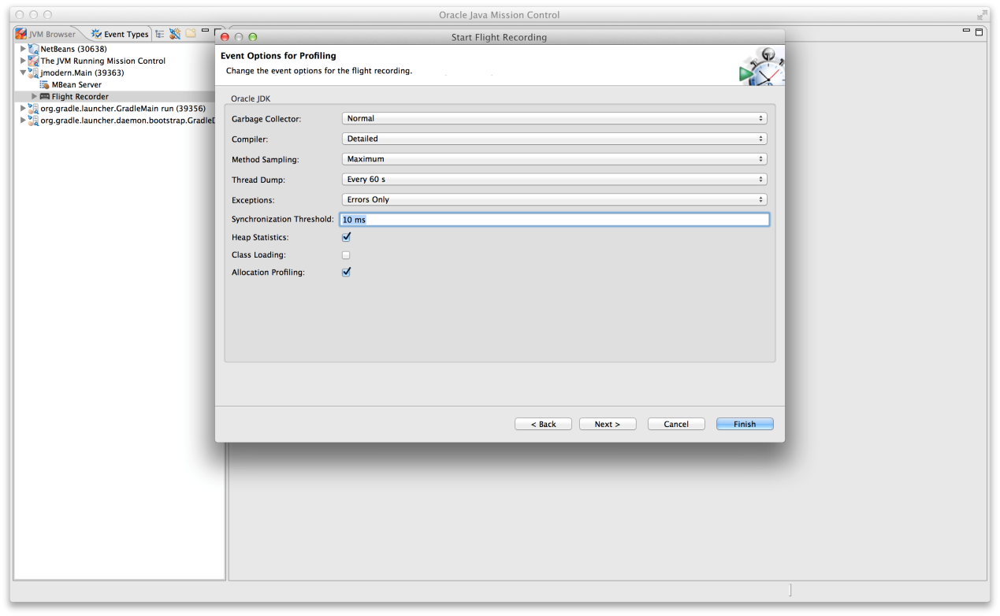 Oracle Java Mission Control
JVM Browser
Event Types
NetBeans (30638)
The JVM Running Mission Control
jmodern.Main (39363)
MBean Server
Flight Recorder
org.gradle.launcher.GradleMain run (39356)
org.gradle.launcher.daemon.bootstrap.GradleD
Start Flight Recording
Event Options for Profiling
Change the event options for the flight recording.
Oracle JDK
Garbage Collector: Normal
Compiler: Detailed
Method Sampling: Maximum
Thread Dump: Every 60 s
Exceptions: Errors Only
Synchronization Threshold: 10 ms
Heap Statistics:
Class Loading:
Allocation Profiling:
< Back Next > Cancel Finish